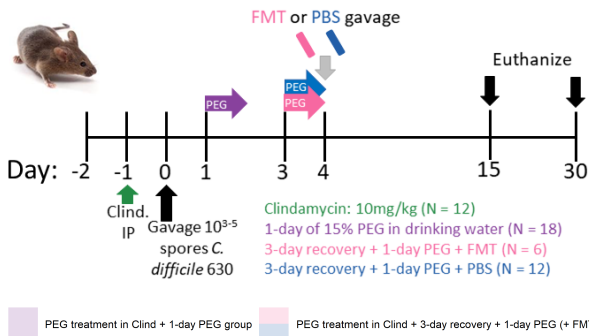 FMT or PBS gavage
Euthanize
PEG
PEG
PEG
Day: -2 -1 0 1 3 4 15 30
Clind.
IP
Gavage 10³⁻⁵
spores C.
difficile 630
Clindamycin: 10mg/kg (N = 12)
1-day of 15% PEG in drinking water (N = 18)
3-day recovery + 1-day PEG + FMT (N = 6)
3-day recovery + 1-day PEG + PBS (N = 12)
PEG treatment in Clind + 1-day PEG group
PEG treatment in Clind + 3-day recovery + 1-day PEG (+ FM